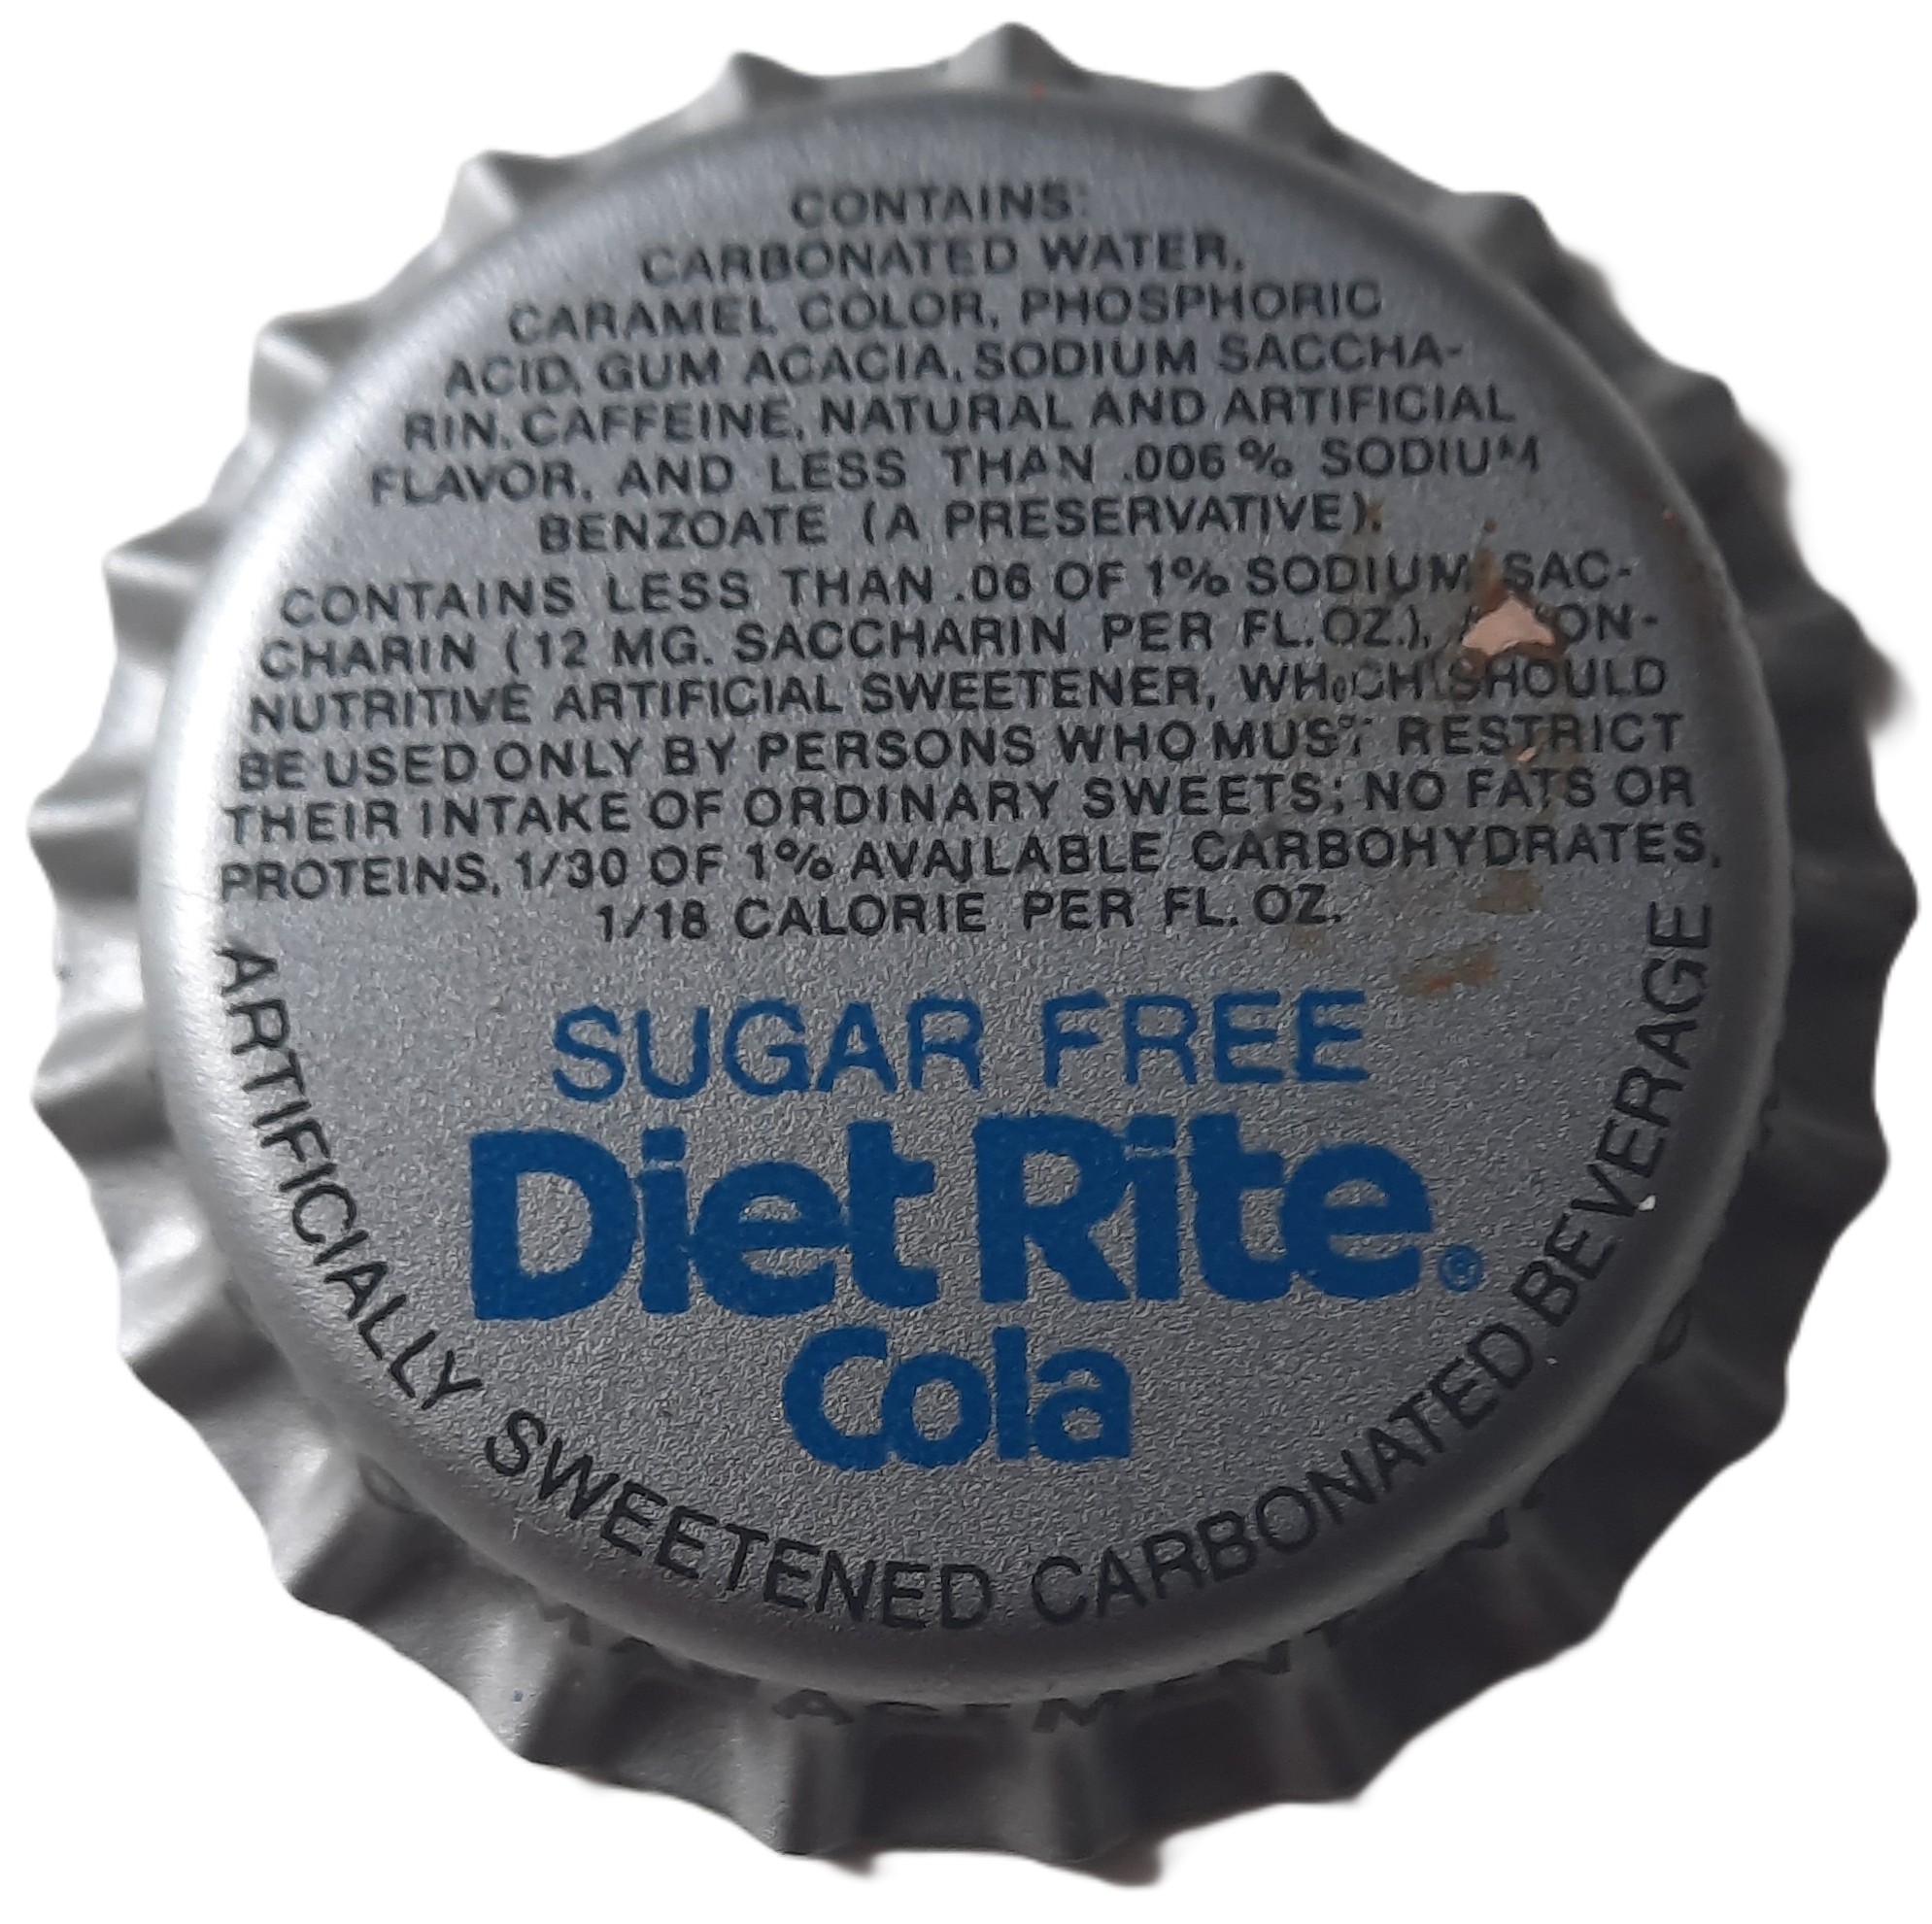 CONTAINS:
CARBONATED WATER,
CARAMEL COLOR, PHOSPHORIC
ACID, GUM ACACIA, SODIUM SACCHA-
RIN, CAFFEINE, NATURAL AND ARTIFICIAL
FLAVOR, AND LESS THAN .006% SODIUM
BENZOATE (A PRESERVATIVE).
CONTAINS LESS THAN .06 OF 1% SODIUM SAC-
CHARIN (12 MG. SACCHARIN PER FL. OZ.), A NON-
NUTRITIVE ARTIFICIAL SWEETENER, WHICH SHOULD
BE USED ONLY BY PERSONS WHO MUST RESTRICT
THEIR INTAKE OF ORDINARY SWEETS; NO FATS OR
PROTEINS, 1/30 OF 1% AVAILABLE CARBOHYDRATES,
1/18 CALORIE PER FL. OZ.
SUGAR FREE
Diet Rite®
Cola
ARTIFICIALLY SWEETENED CARBONATED BEVERAGE